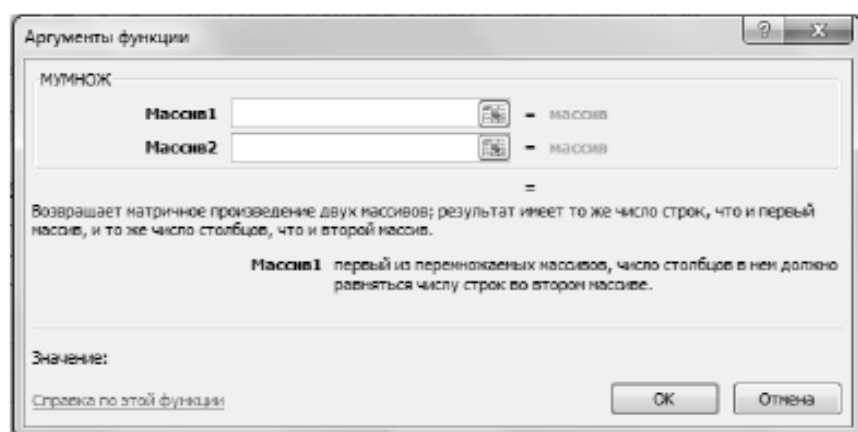 Аргументы функции
МУМНОЖ
Массив1 = массив
Массив2 = массив
=
Возвращает матричное произведение двух массивов; результат имеет то же число строк, что и первый
массив, и то же число столбцов, что и второй массив.
Массив1 первый из перемножаемых массивов, число столбцов в нем должно
равняться числу строк во втором массиве.
Значение:
Справка по этой функции
ОК
Отмена